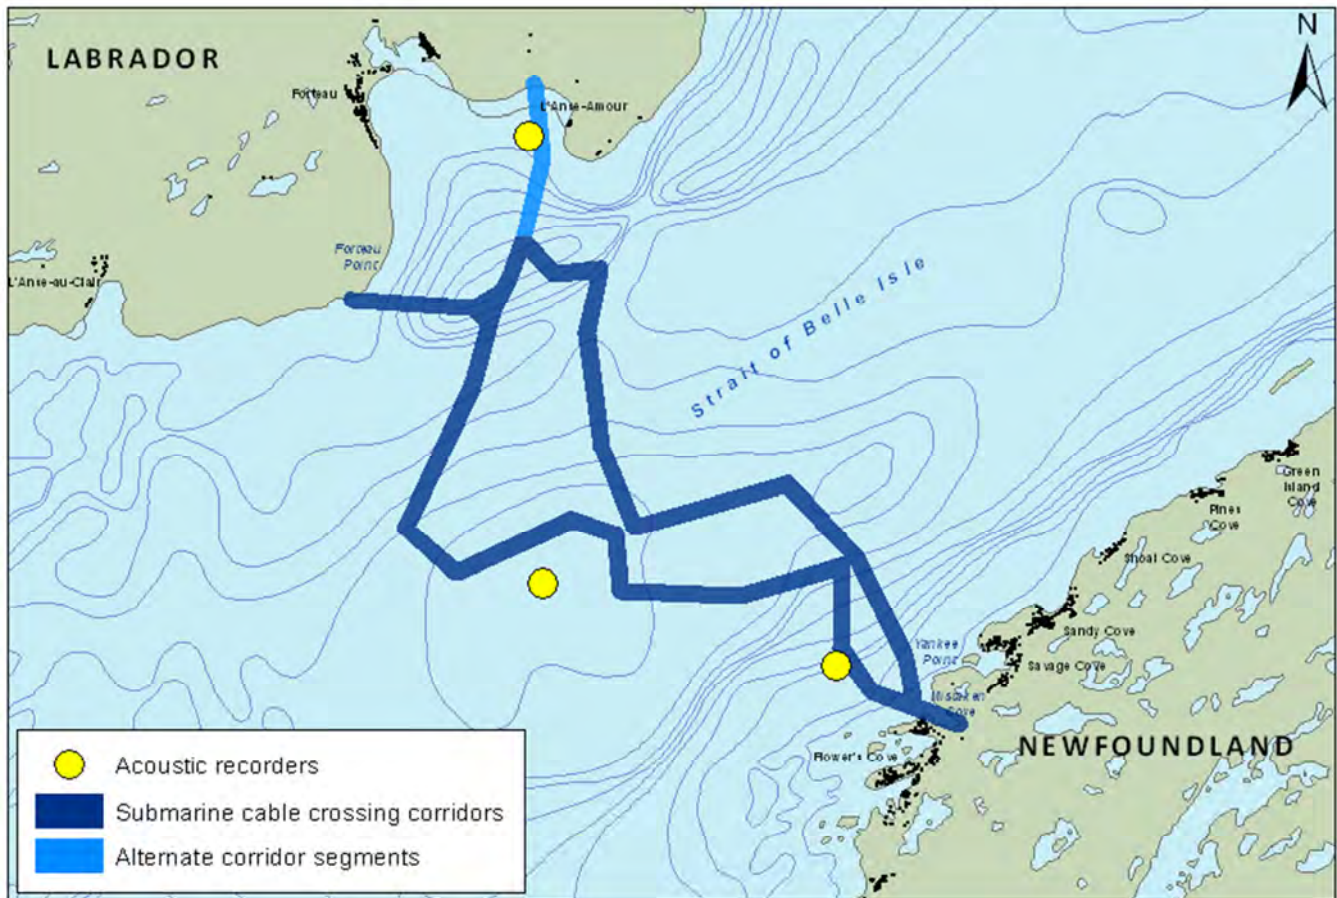 N
LABRADOR
Forteau
L'Anse-Amour
Forteau
Point
L'Anse-au-Clair
Strait of Belle Isle
Green
Island
Cove
Pines
Cove
Shoal Cove
Sandy Cove
Yankee
Point
Savage Cove
Mistaken
Cove
Flower's Cove
NEWFOUNDLAND
Acoustic recorders
Submarine cable crossing corridors
Alternate corridor segments